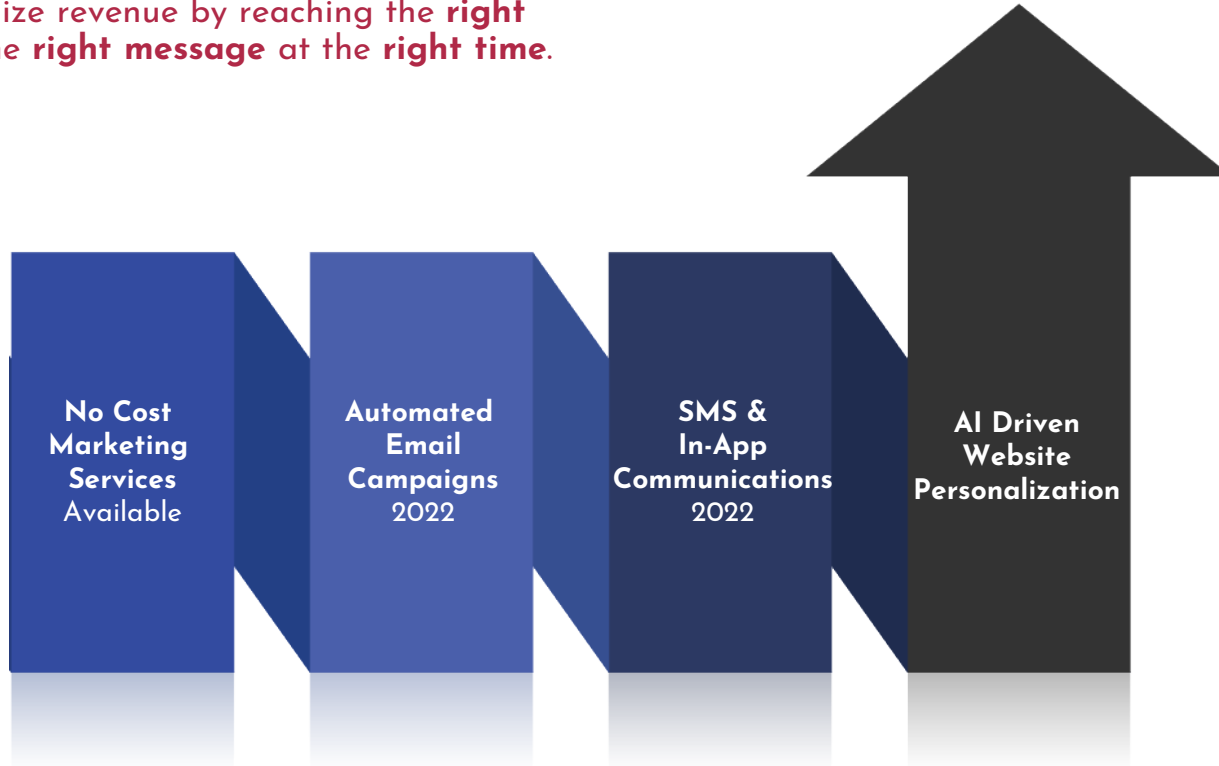 ize revenue by reaching the right
he right message at the right time.
No Cost
Marketing
Services
Available
Automated
Email
Campaigns
2022
SMS &
In-App
Communications
2022
AI Driven
Website
Personalization